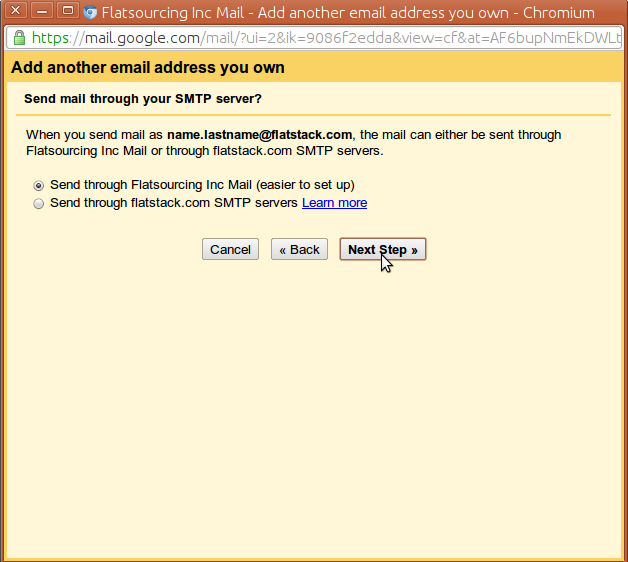 Flatsourcing Inc Mail - Add another email address you own - Chromium
https://mail.google.com/mail/?ui=2&ik=9086f2edda&view=cf&at=AF6bupNmEkDWLt
Add another email address you own
Send mail through your SMTP server?
When you send mail as name.lastname@flatstack.com, the mail can either be sent through
Flatsourcing Inc Mail or through flatstack.com SMTP servers.
Send through Flatsourcing Inc Mail (easier to set up)
Send through flatstack.com SMTP servers Learn more
Cancel « Back Next Step »